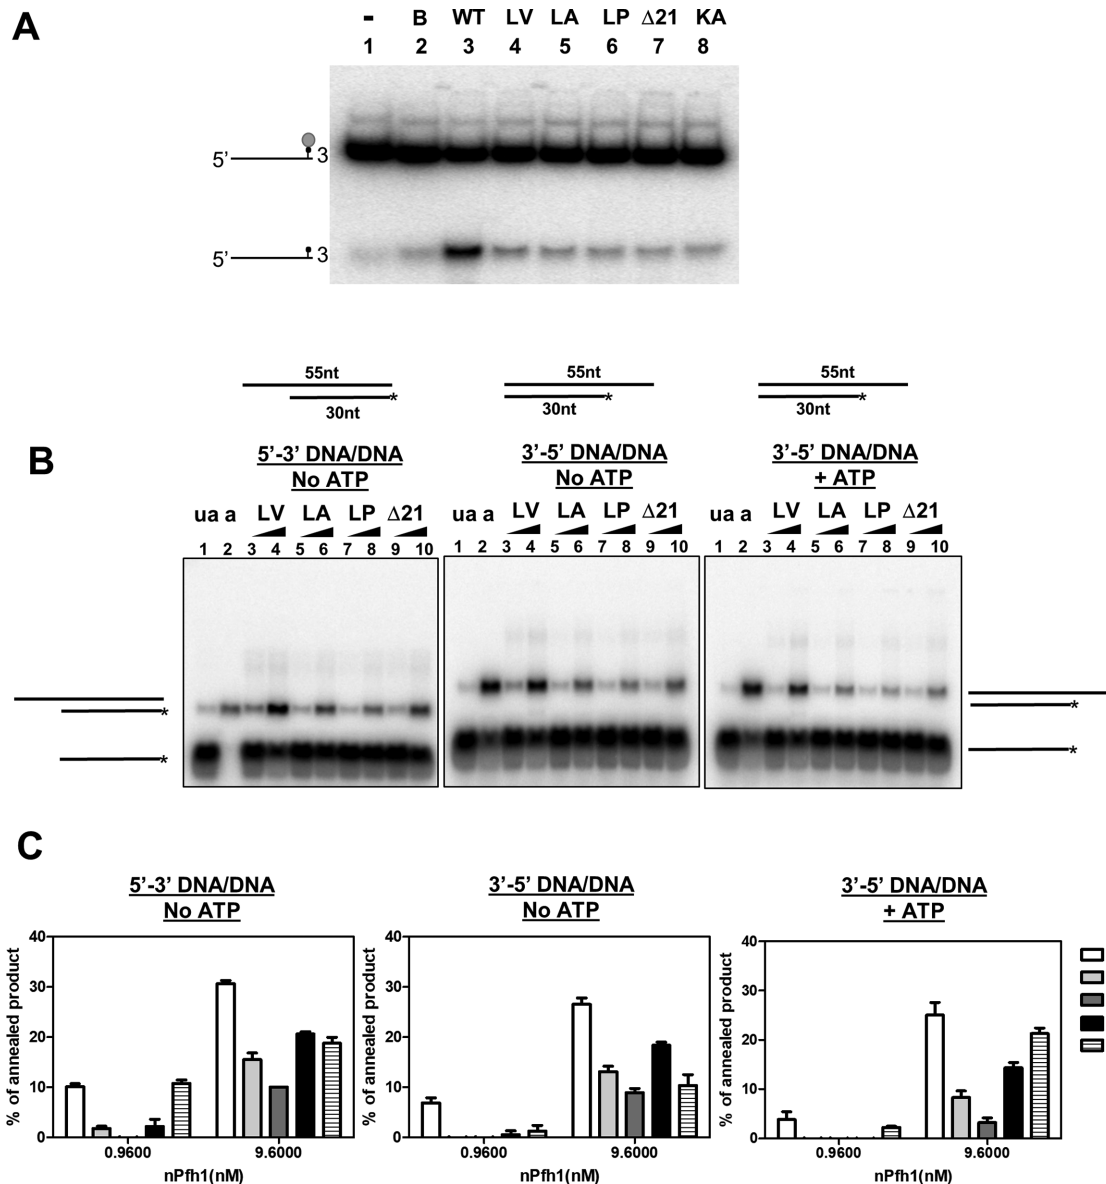 A
- B WT LV LA LP Δ21 KA
1 2 3 4 5 6 7 8
5’ 3
5’ 3
55nt 55nt 55nt
* * *
30nt 30nt 30nt
B
5’-3’ DNA/DNA 3’-5’ DNA/DNA 3’-5’ DNA/DNA
No ATP No ATP + ATP
ua a LV LA LP Δ21 ua a LV LA LP Δ21 ua a LV LA LP Δ21
1 2 3 4 5 6 7 8 9 10 1 2 3 4 5 6 7 8 9 10 1 2 3 4 5 6 7 8 9 10
* *
* *
C
5’-3’ DNA/DNA 3’-5’ DNA/DNA 3’-5’ DNA/DNA
No ATP No ATP + ATP
% of annealed product
40
30
20
10
0
0.9600 9.6000
nPfh1(nM)
% of annealed product
40
30
20
10
0
0.9600 9.6000
nPfh1(nM)
% of annealed product
40
30
20
10
0
0.9600 9.6000
nPfh1(nM)